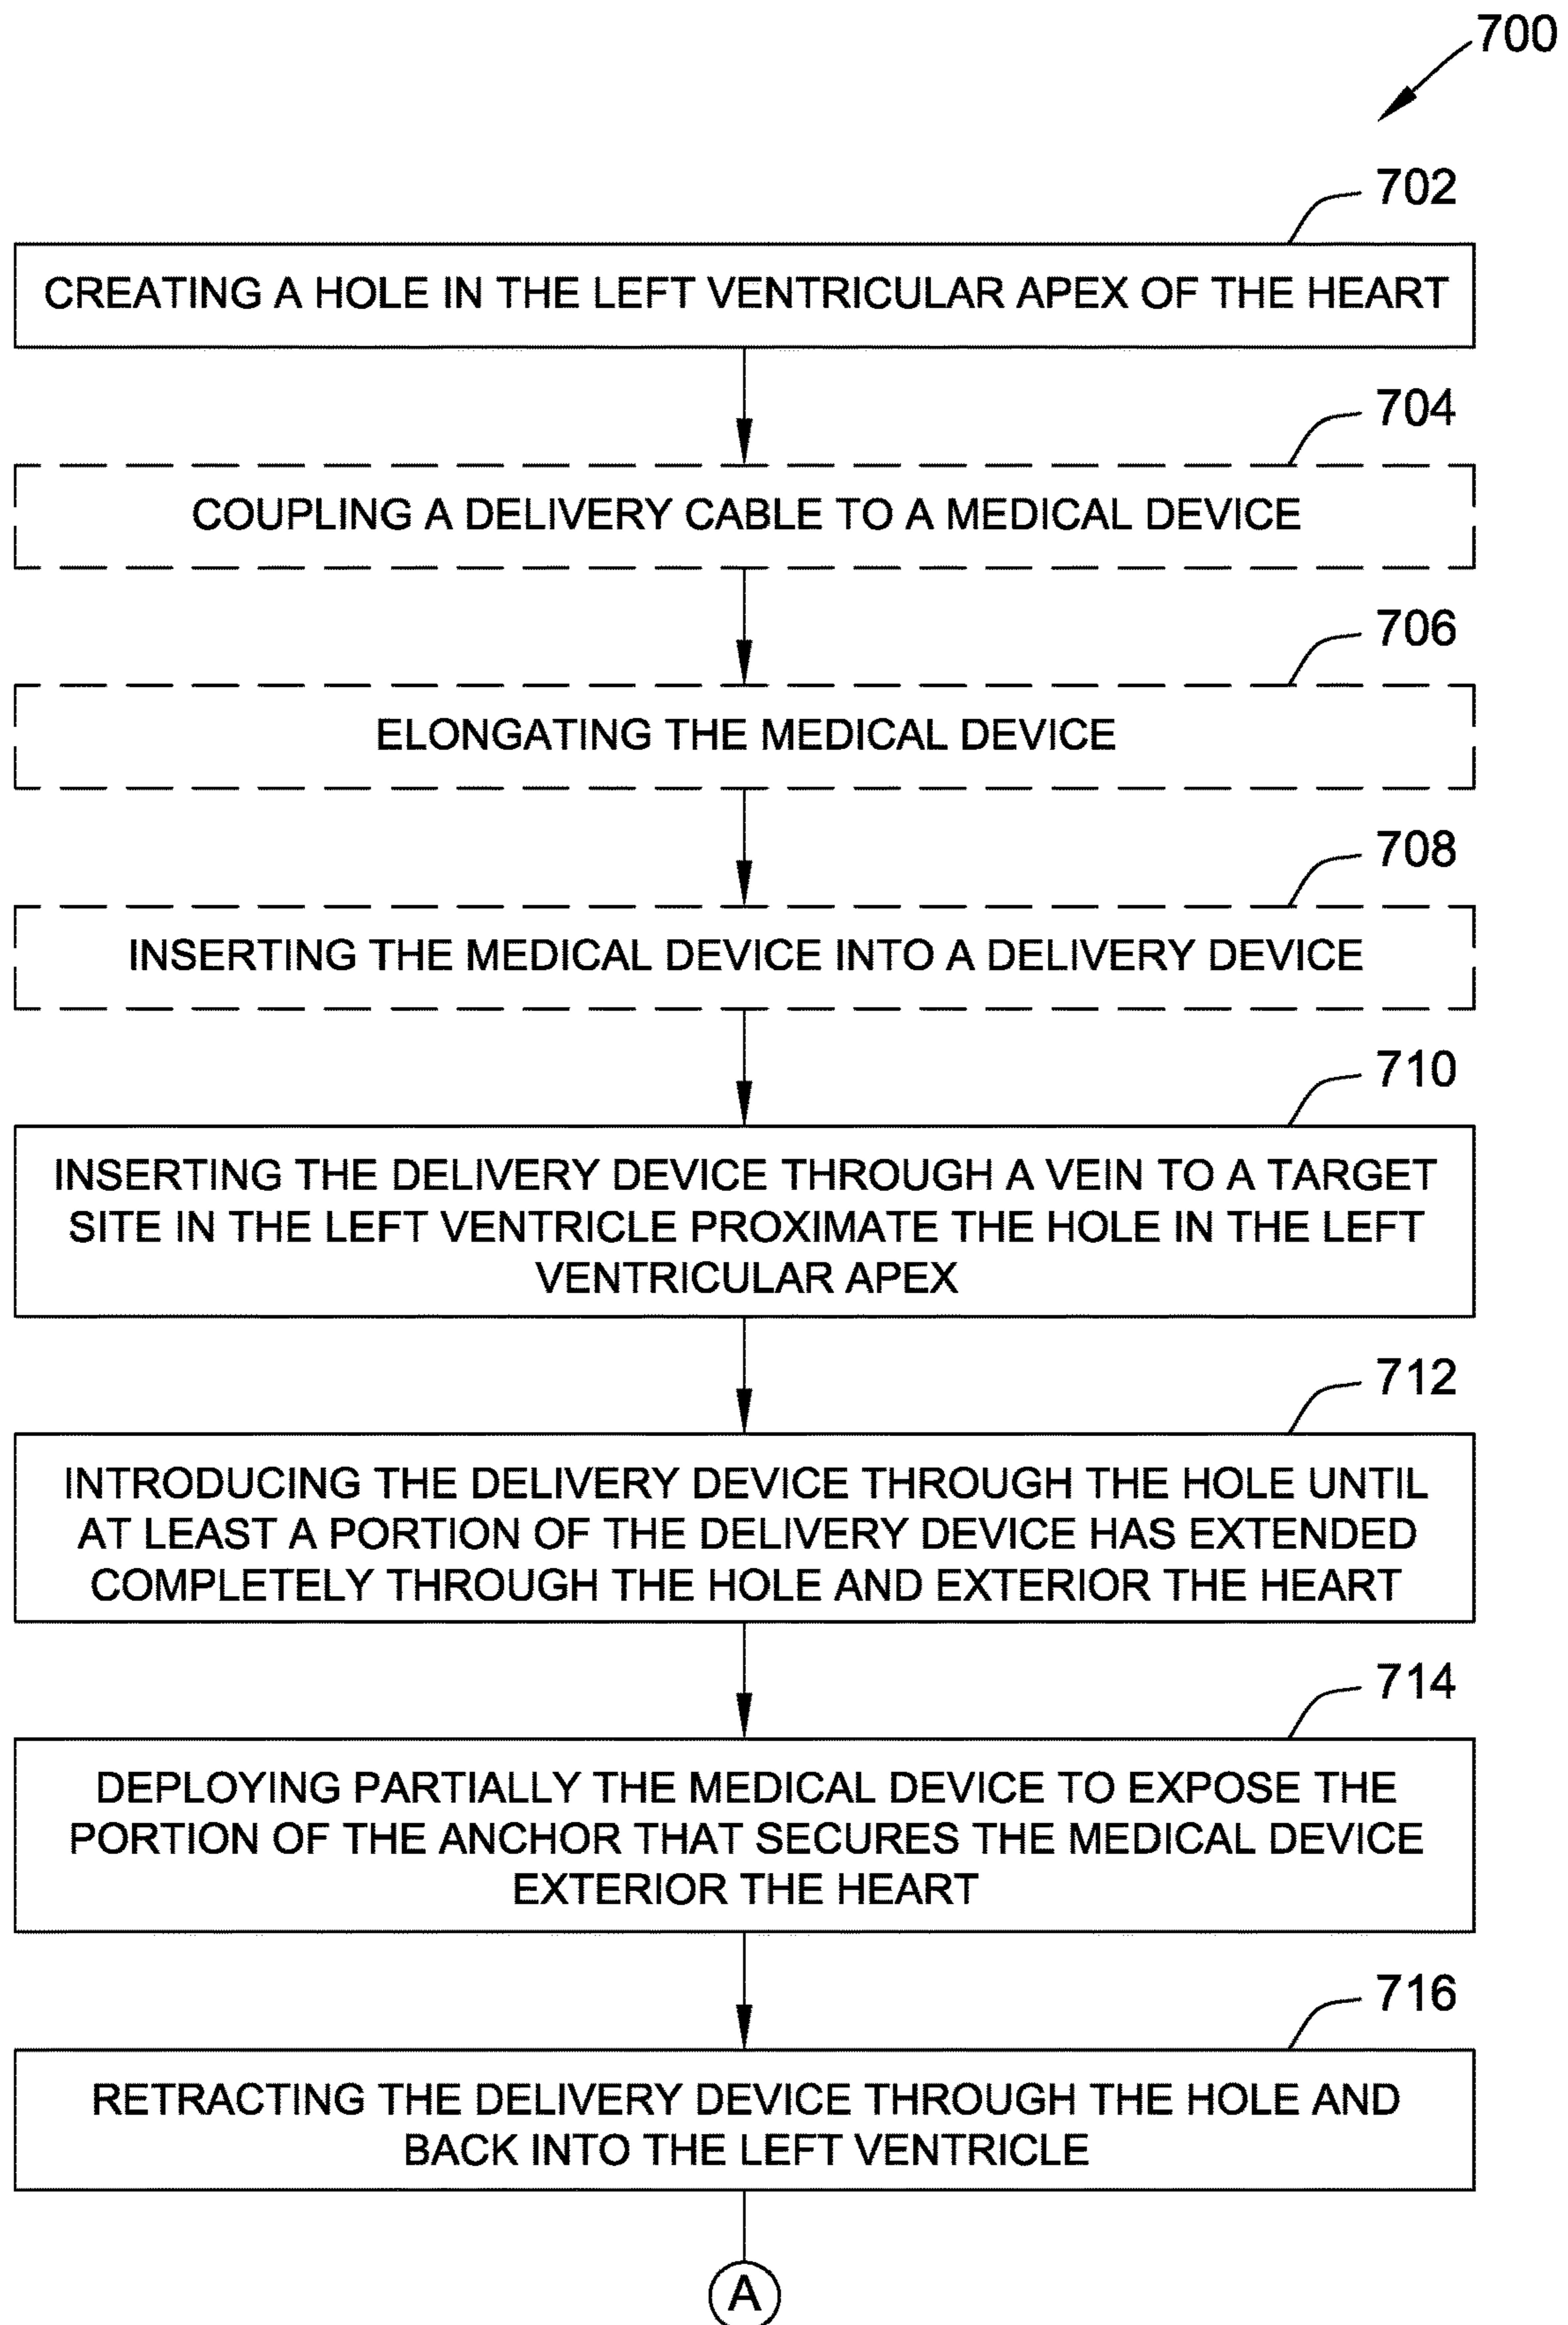 700
702
CREATING A HOLE IN THE LEFT VENTRICULAR APEX OF THE HEART
704
COUPLING A DELIVERY CABLE TO A MEDICAL DEVICE
706
ELONGATING THE MEDICAL DEVICE
708
INSERTING THE MEDICAL DEVICE INTO A DELIVERY DEVICE
710
INSERTING THE DELIVERY DEVICE THROUGH A VEIN TO A TARGET
SITE IN THE LEFT VENTRICLE PROXIMATE THE HOLE IN THE LEFT
VENTRICULAR APEX
712
INTRODUCING THE DELIVERY DEVICE THROUGH THE HOLE UNTIL
AT LEAST A PORTION OF THE DELIVERY DEVICE HAS EXTENDED
COMPLETELY THROUGH THE HOLE AND EXTERIOR THE HEART
714
DEPLOYING PARTIALLY THE MEDICAL DEVICE TO EXPOSE THE
PORTION OF THE ANCHOR THAT SECURES THE MEDICAL DEVICE
EXTERIOR THE HEART
716
RETRACTING THE DELIVERY DEVICE THROUGH THE HOLE AND
BACK INTO THE LEFT VENTRICLE
A